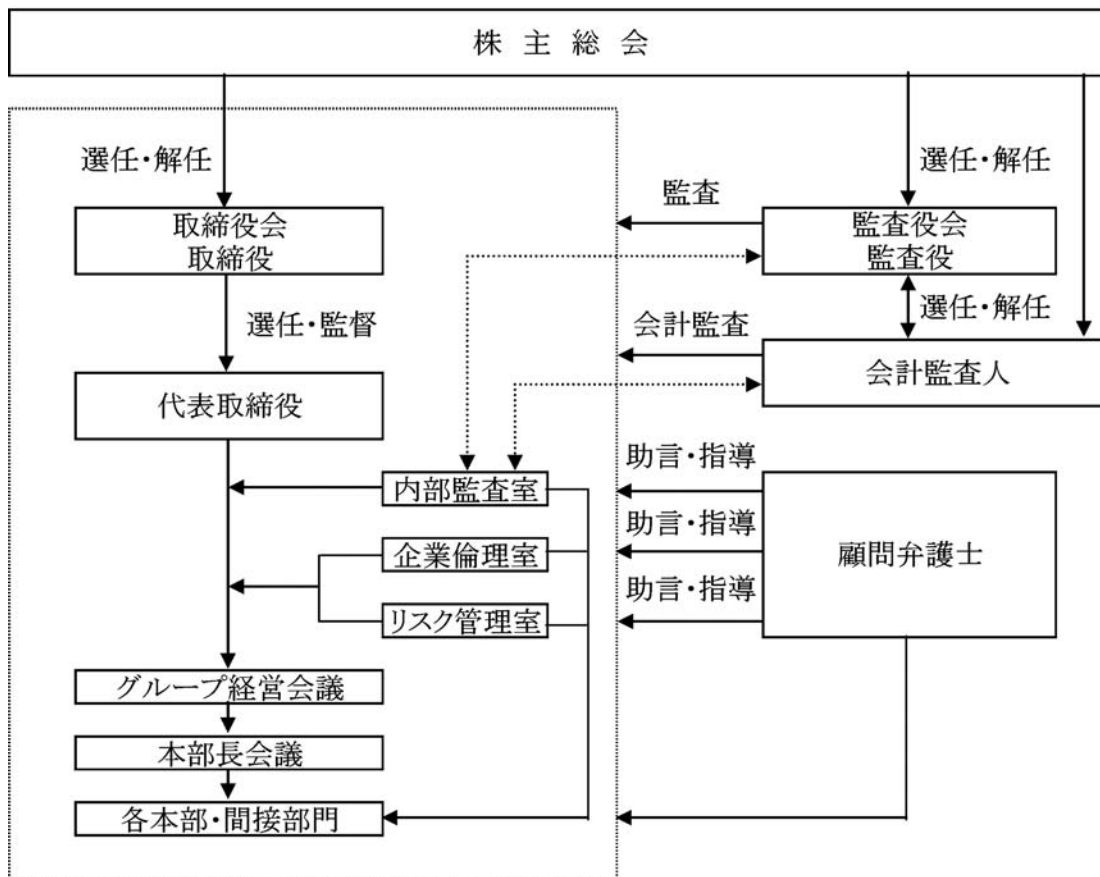 株 主 総 会
選任・解任
選任・解任
監査
取締役会
取締役
監査役会
監査役
選任・監督
会計監査
選任・解任
代表取締役
会計監査人
助言・指導
内部監査室
助言・指導
企業倫理室
顧問弁護士
助言・指導
リスク管理室
グループ経営会議
本部長会議
各本部・間接部門